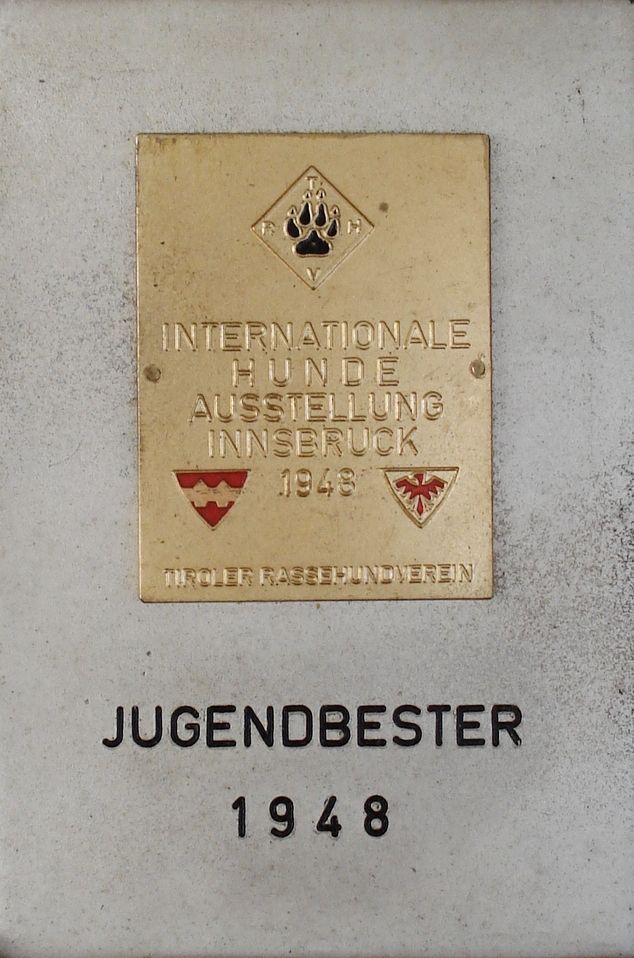 T
R H
V
INTERNATIONALE
HUNDE
AUSSTELLUNG
INNSBRUCK
1948
TIROLER RASSEHUNDVEREIN
JUGENDBESTER
1948